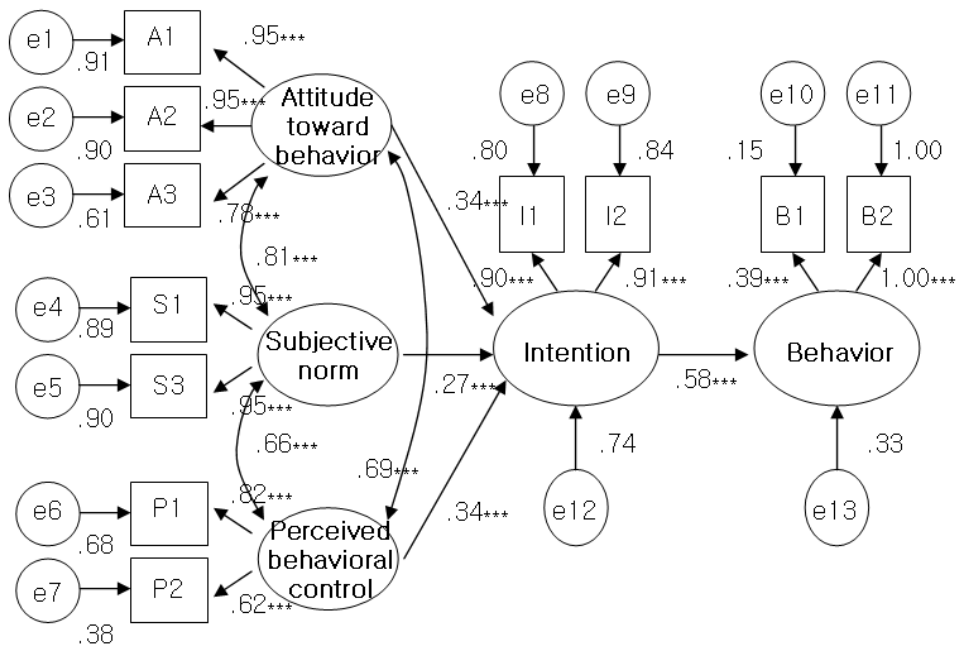 e1
A1
.91
.95***
e2
A2
.90
.95***
Attitude
toward
behavior
e3
A3
.61
.78***
.81***
e4
S1
.89
.95***
Subjective
norm
e5
S3
.90
.95***
.66***
e6
P1
.68
.82***
Perceived
behavioral
control
e7
P2
.38
.62***
.69***
.34***
.27***
.34***
e8
e9
.80
.84
I1
I2
.90***
.91***
Intention
.74
e12
.58***
e10
e11
.15
1.00
B1
B2
.39***
1.00***
Behavior
.33
e13